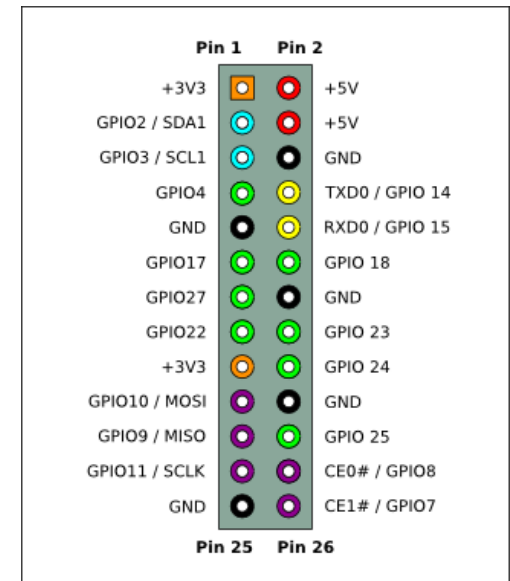 Pin 1 Pin 2
+3V3 +5V
GPIO2 / SDA1 +5V
GPIO3 / SCL1 GND
GPIO4 TXD0 / GPIO 14
GND RXD0 / GPIO 15
GPIO17 GPIO 18
GPIO27 GND
GPIO22 GPIO 23
+3V3 GPIO 24
GPIO10 / MOSI GND
GPIO9 / MISO GPIO 25
GPIO11 / SCLK CE0# / GPIO8
GND CE1# / GPIO7
Pin 25 Pin 26